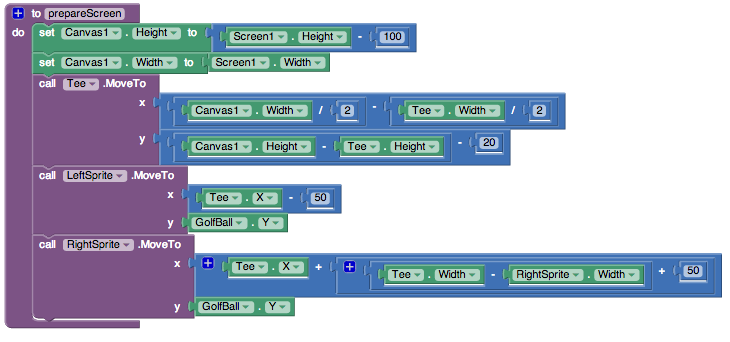 to prepareScreen
do set Canvas1 . Height to Screen1 . Height - 100
set Canvas1 . Width to Screen1 . Width
call Tee .MoveTo
x Canvas1 . Width / 2 - Tee . Width / 2
y Canvas1 . Height - Tee . Height - 20
call LeftSprite .MoveTo
x Tee . X - 50
y GolfBall . Y
call RightSprite .MoveTo
x Tee . X + Tee . Width - RightSprite . Width + 50
y GolfBall . Y